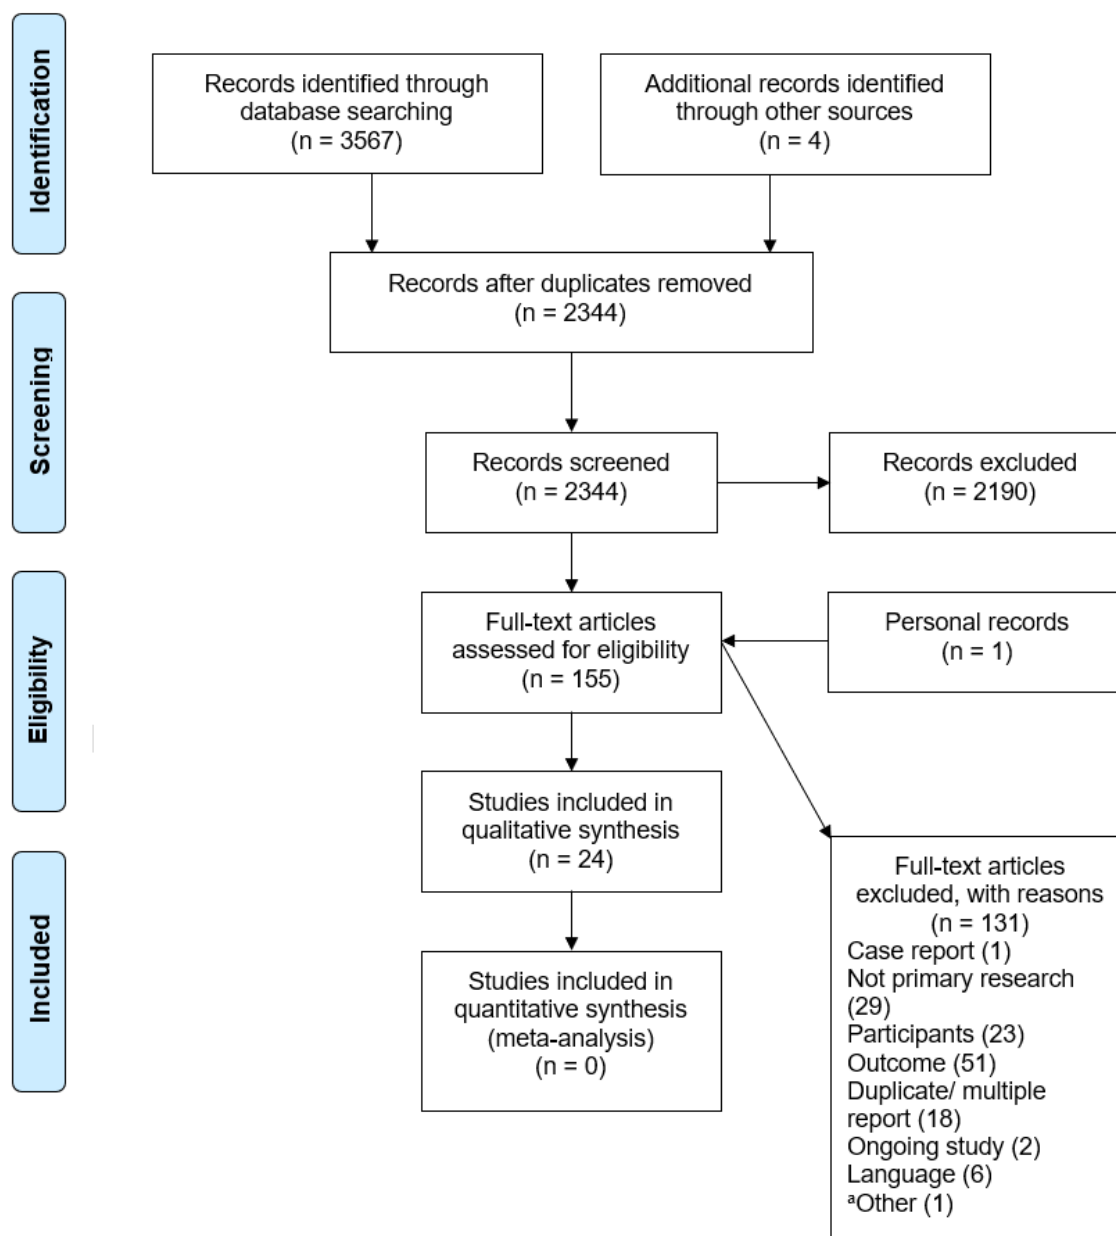 Identification
Records identified through
database searching
(n = 3567)
Additional records identified
through other sources
(n = 4)
Records after duplicates removed
(n = 2344)
Screening
Records screened
(n = 2344)
Records excluded
(n = 2190)
Eligibility
Full-text articles
assessed for eligibility
(n = 155)
Personal records
(n = 1)
Studies included in
qualitative synthesis
(n = 24)
Full-text articles
excluded, with reasons
(n = 131)
Case report (1)
Not primary research
(29)
Participants (23)
Outcome (51)
Duplicate/ multiple
report (18)
Ongoing study (2)
Language (6)
ªOther (1)
Included
Studies included in
quantitative synthesis
(meta-analysis)
(n = 0)